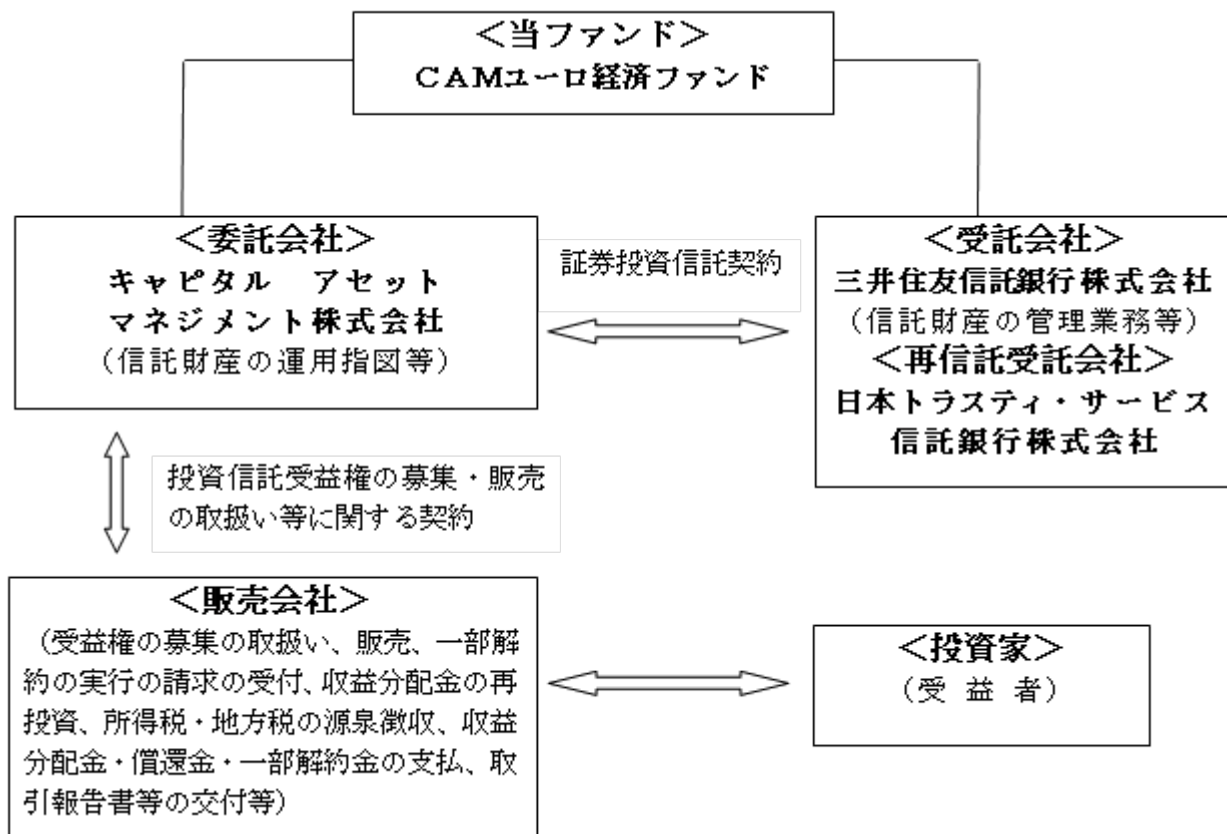 ＜当ファンド＞
ＣＡＭユーロ経済ファンド
＜委託会社＞
キャピタル　アセット
マネジメント株式会社
（信託財産の運用指図等）
証券投資信託契約
＜受託会社＞
三井住友信託銀行株式会社
（信託財産の管理業務等）
＜再信託受託会社＞
日本トラスティ・サービス
信託銀行株式会社
投資信託受益権の募集・販売
の取扱い等に関する契約
＜販売会社＞
（受益権の募集の取扱い、販売、一部解
約の実行の請求の受付、収益分配金の再
投資、所得税・地方税の源泉徴収、収益
分配金・償還金・一部解約金の支払、取
引報告書等の交付等）
＜投資家＞
（受 益 者）